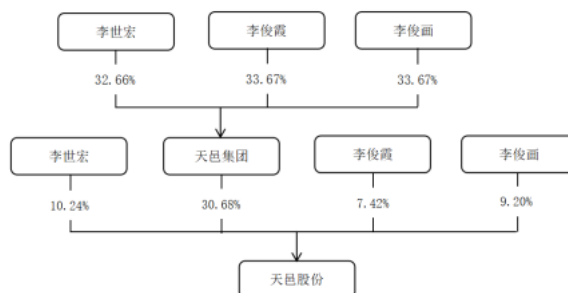 李世宏 李俊霞 李俊画
32.66% 33.67% 33.67%
李世宏 天邑集团 李俊霞 李俊画
10.24% 30.68% 7.42% 9.20%
天邑股份